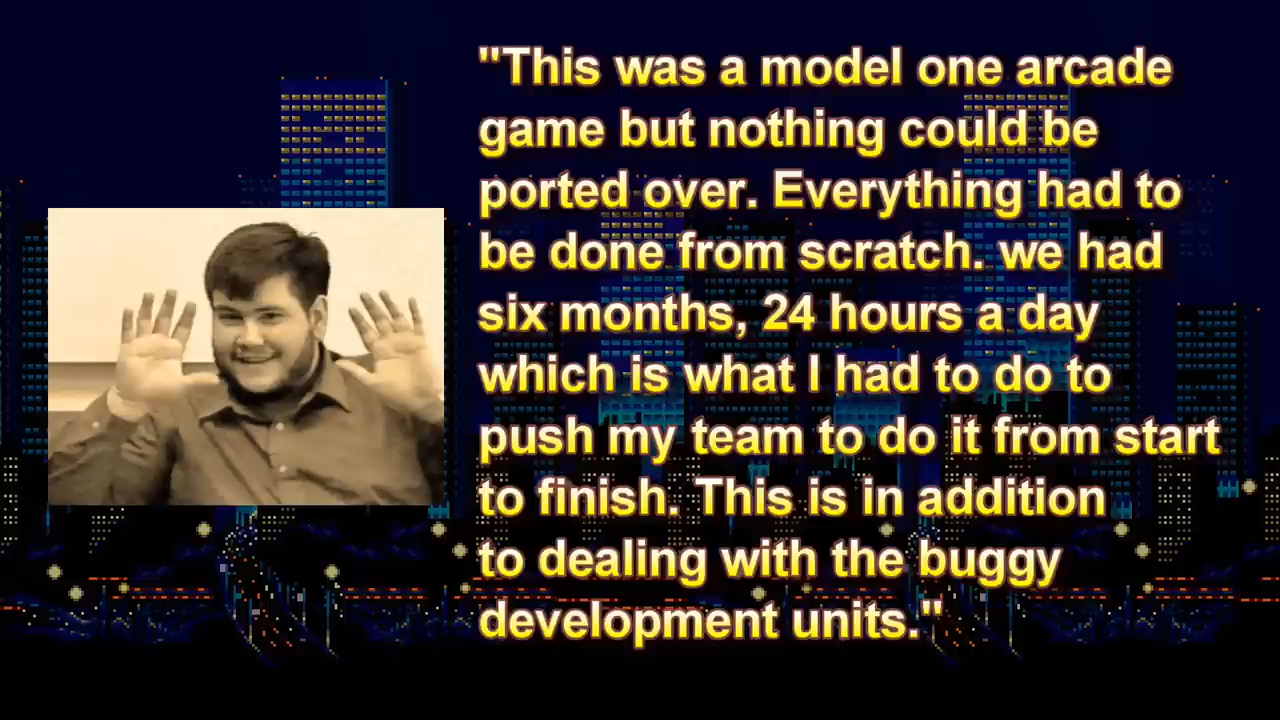 "This was a model one arcade
game but nothing could be
ported over. Everything had to
be done from scratch. we had
six months, 24 hours a day
which is what I had to do to
push my team to do it from start
to finish. This is in addition
to dealing with the buggy
development units."